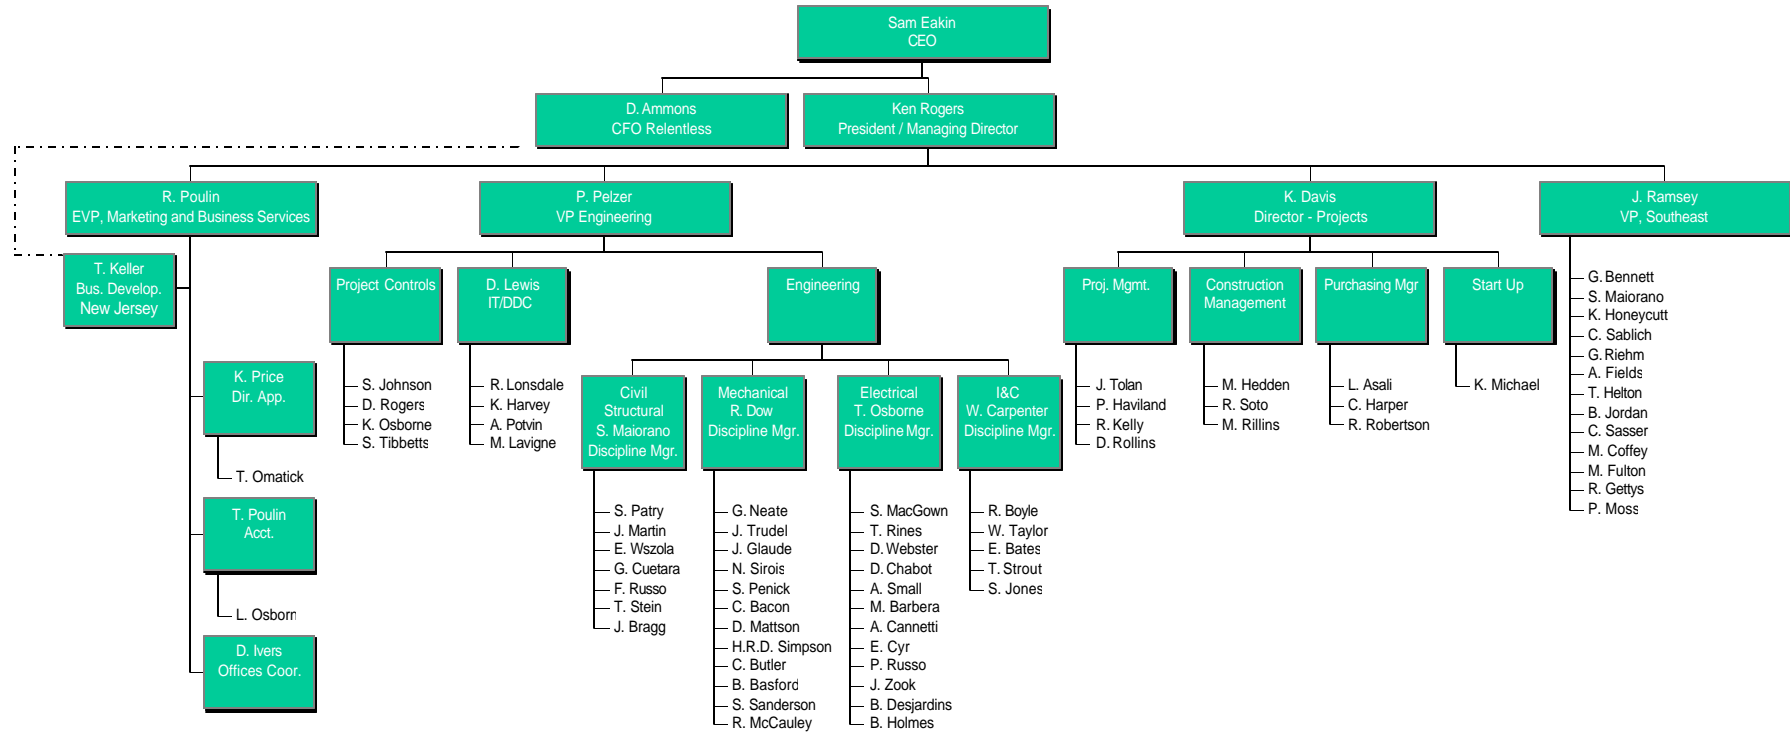 Sam Eakin
CEO
D. Ammons
CFO Relentless
Ken Rogers
President / Managing Director
R. Poulin
EVP, Marketing and Business Services
P. Pelzer
VP Engineering
K. Davis
Director - Projects
J. Ramsey
VP, Southeast
T. Keller
Bus. Develop.
New Jersey
K. Price
Dir. App.
T. Omatick
T. Poulin
Acct.
L. Osborn
D. Ivers
Offices Coor.
Project Controls
S. Johnson
D. Rogers
K. Osborne
S. Tibbetts
D. Lewis
IT/DDC
R. Lonsdale
K. Harvey
A. Potvin
M. Lavigne
Engineering
Civil
Structural
S. Maiorano
Discipline Mgr.
S. Patry
J. Martin
E. Wszola
G. Cuetara
F. Russo
T. Stein
J. Bragg
Mechanical
R. Dow
Discipline Mgr.
G. Neate
J. Trudel
J. Glaude
N. Sirois
S. Penick
C. Bacon
D. Mattson
H.R.D. Simpson
C. Butler
B. Basford
S. Sanderson
R. McCauley
Electrical
T. Osborne
Discipline Mgr.
S. MacGown
T. Rines
D. Webster
D. Chabot
A. Small
M. Barbera
A. Cannetti
E. Cyr
P. Russo
J. Zook
B. Desjardins
B. Holmes
I&C
W. Carpenter
Discipline Mgr.
R. Boyle
W. Taylor
E. Bates
T. Strout
S. Jones
Proj. Mgmt.
J. Tolan
P. Haviland
R. Kelly
D. Rollins
Construction
Management
M. Hedden
R. Soto
M. Rillins
Purchasing Mgr
L. Asali
C. Harper
R. Robertson
Start Up
K. Michael
G. Bennett
S. Maiorano
K. Honeycutt
C. Sablich
G. Riehm
A. Fields
T. Helton
B. Jordan
C. Sasser
M. Coffey
M. Fulton
R. Gettys
P. Moss